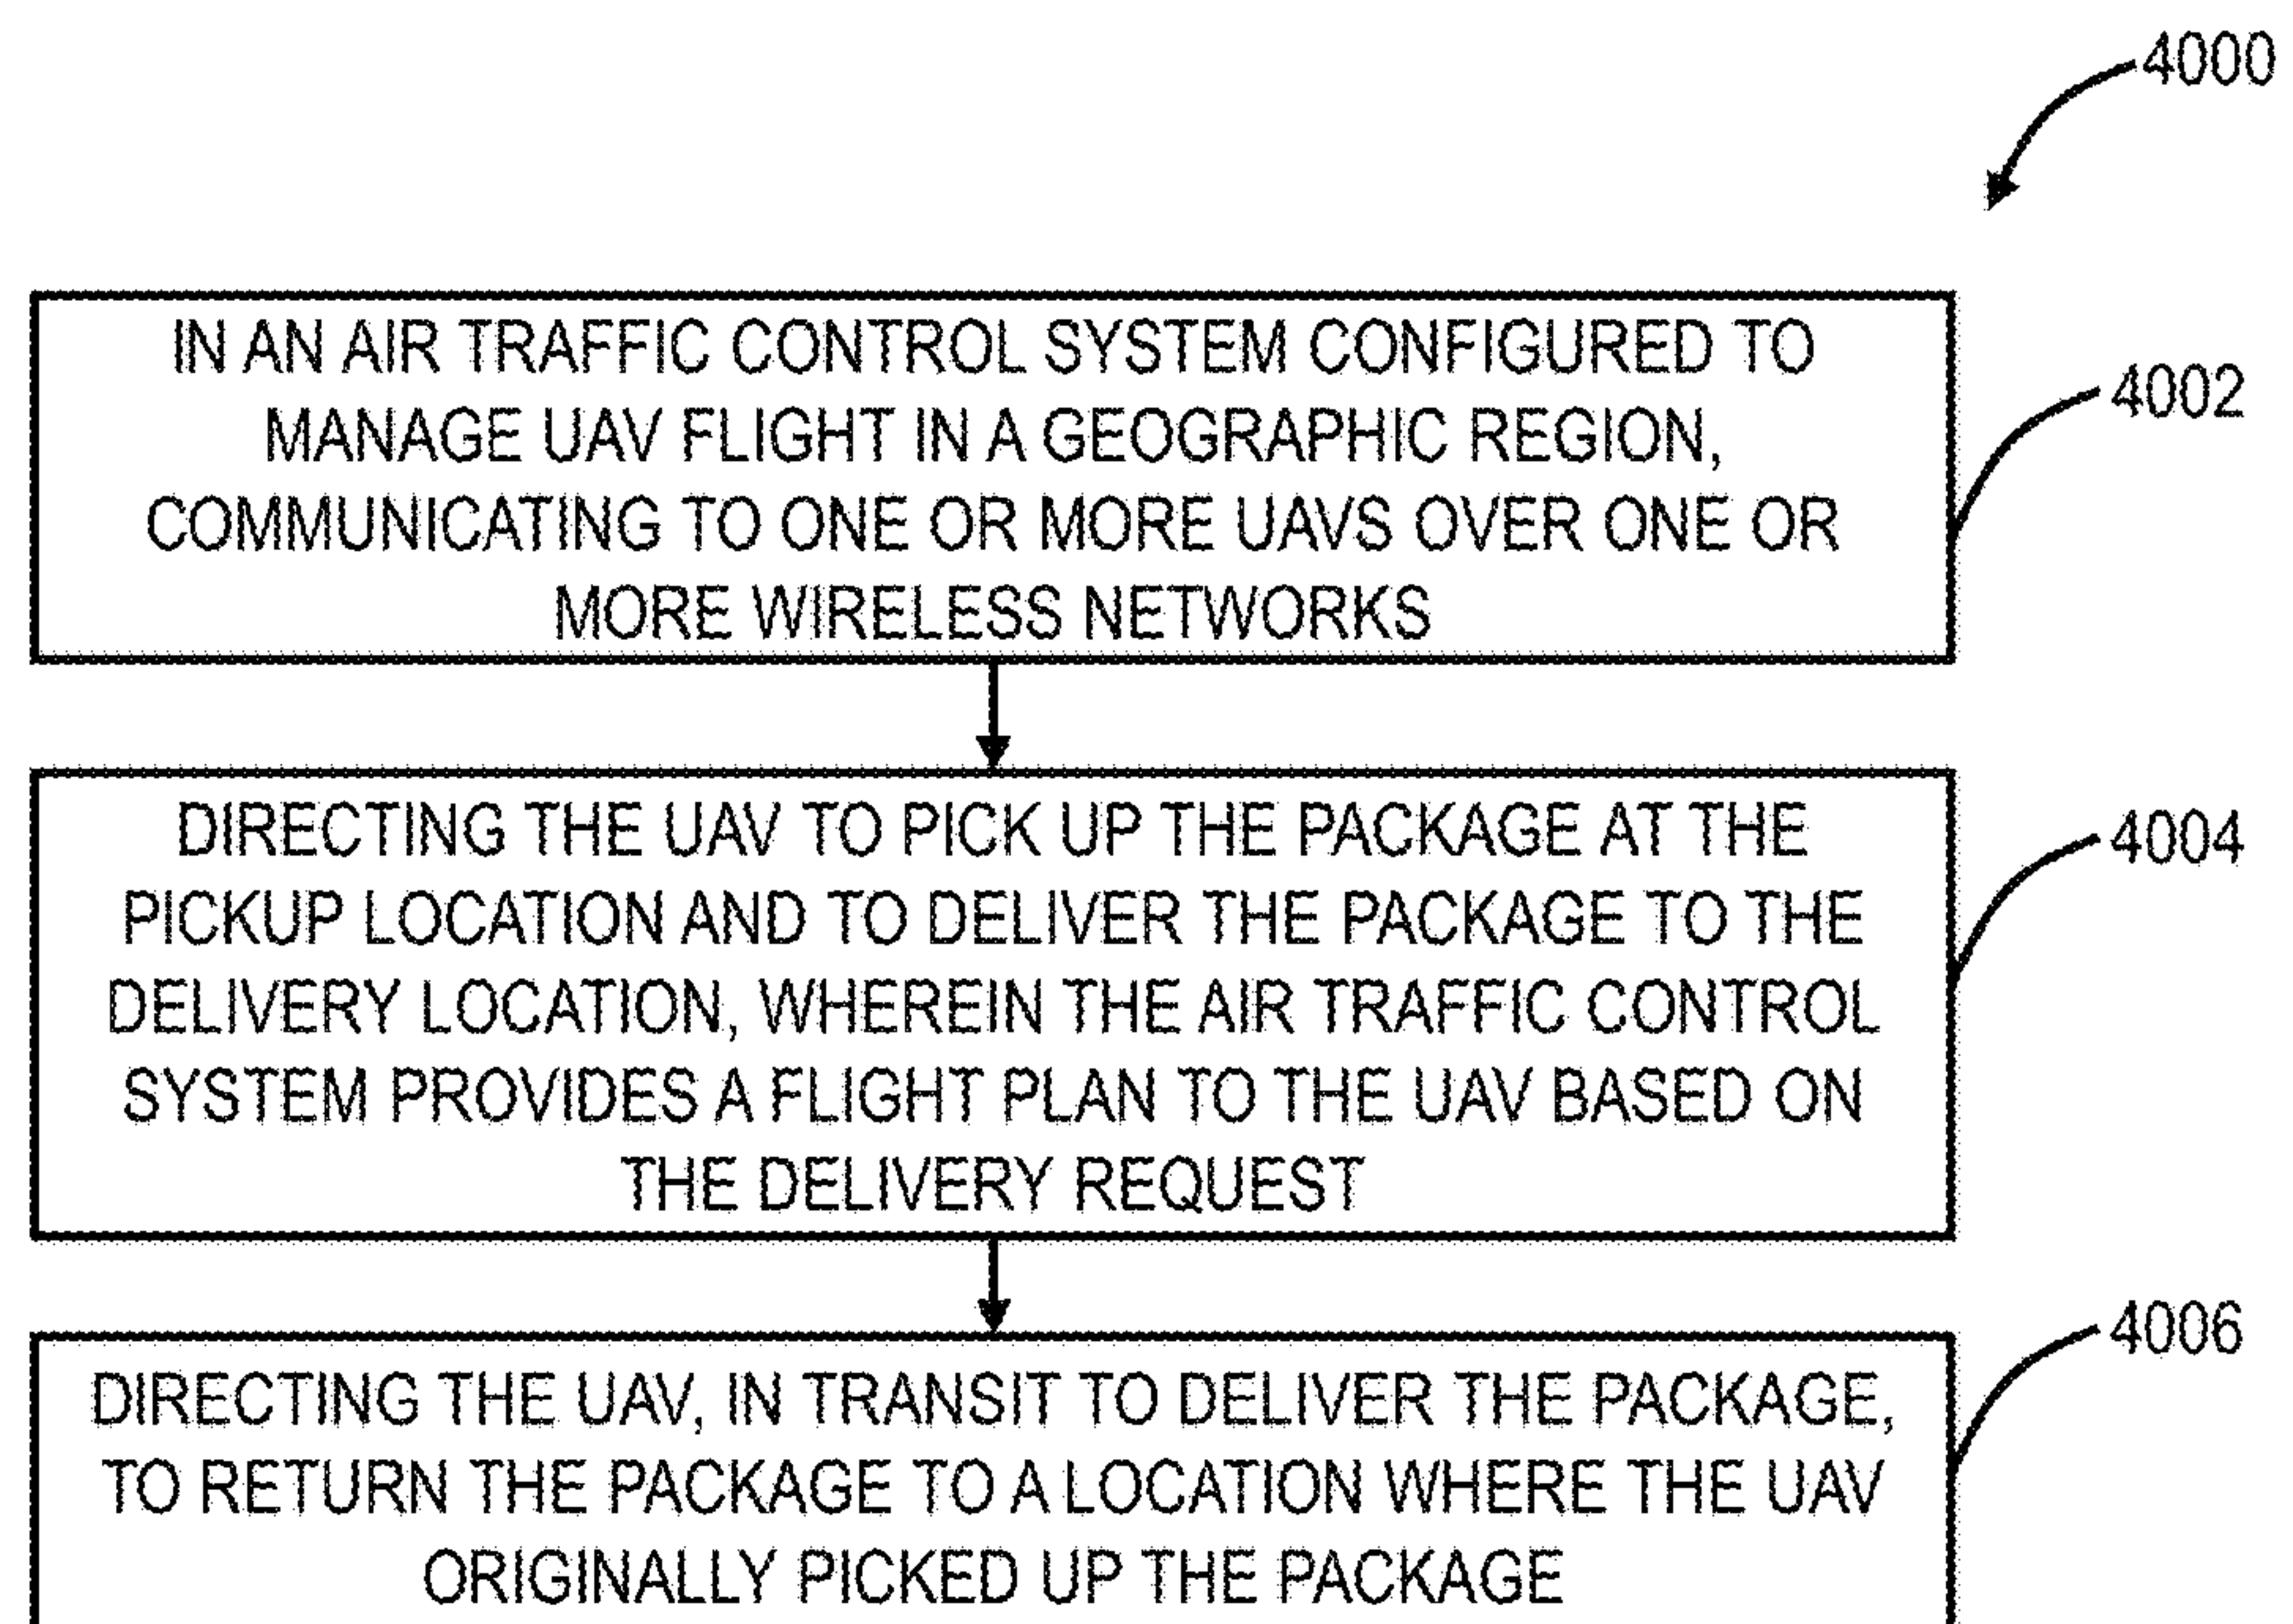 4000
IN AN AIR TRAFFIC CONTROL SYSTEM CONFIGURED TO
MANAGE UAV FLIGHT IN A GEOGRAPHIC REGION,
COMMUNICATING TO ONE OR MORE UAVS OVER ONE OR
MORE WIRELESS NETWORKS
4002
DIRECTING THE UAV TO PICK UP THE PACKAGE AT THE
PICKUP LOCATION AND TO DELIVER THE PACKAGE TO THE
DELIVERY LOCATION, WHEREIN THE AIR TRAFFIC CONTROL
SYSTEM PROVIDES A FLIGHT PLAN TO THE UAV BASED ON
THE DELIVERY REQUEST
4004
DIRECTING THE UAV, IN TRANSIT TO DELIVER THE PACKAGE,
TO RETURN THE PACKAGE TO A LOCATION WHERE THE UAV
ORIGINALLY PICKED UP THE PACKAGE
4006